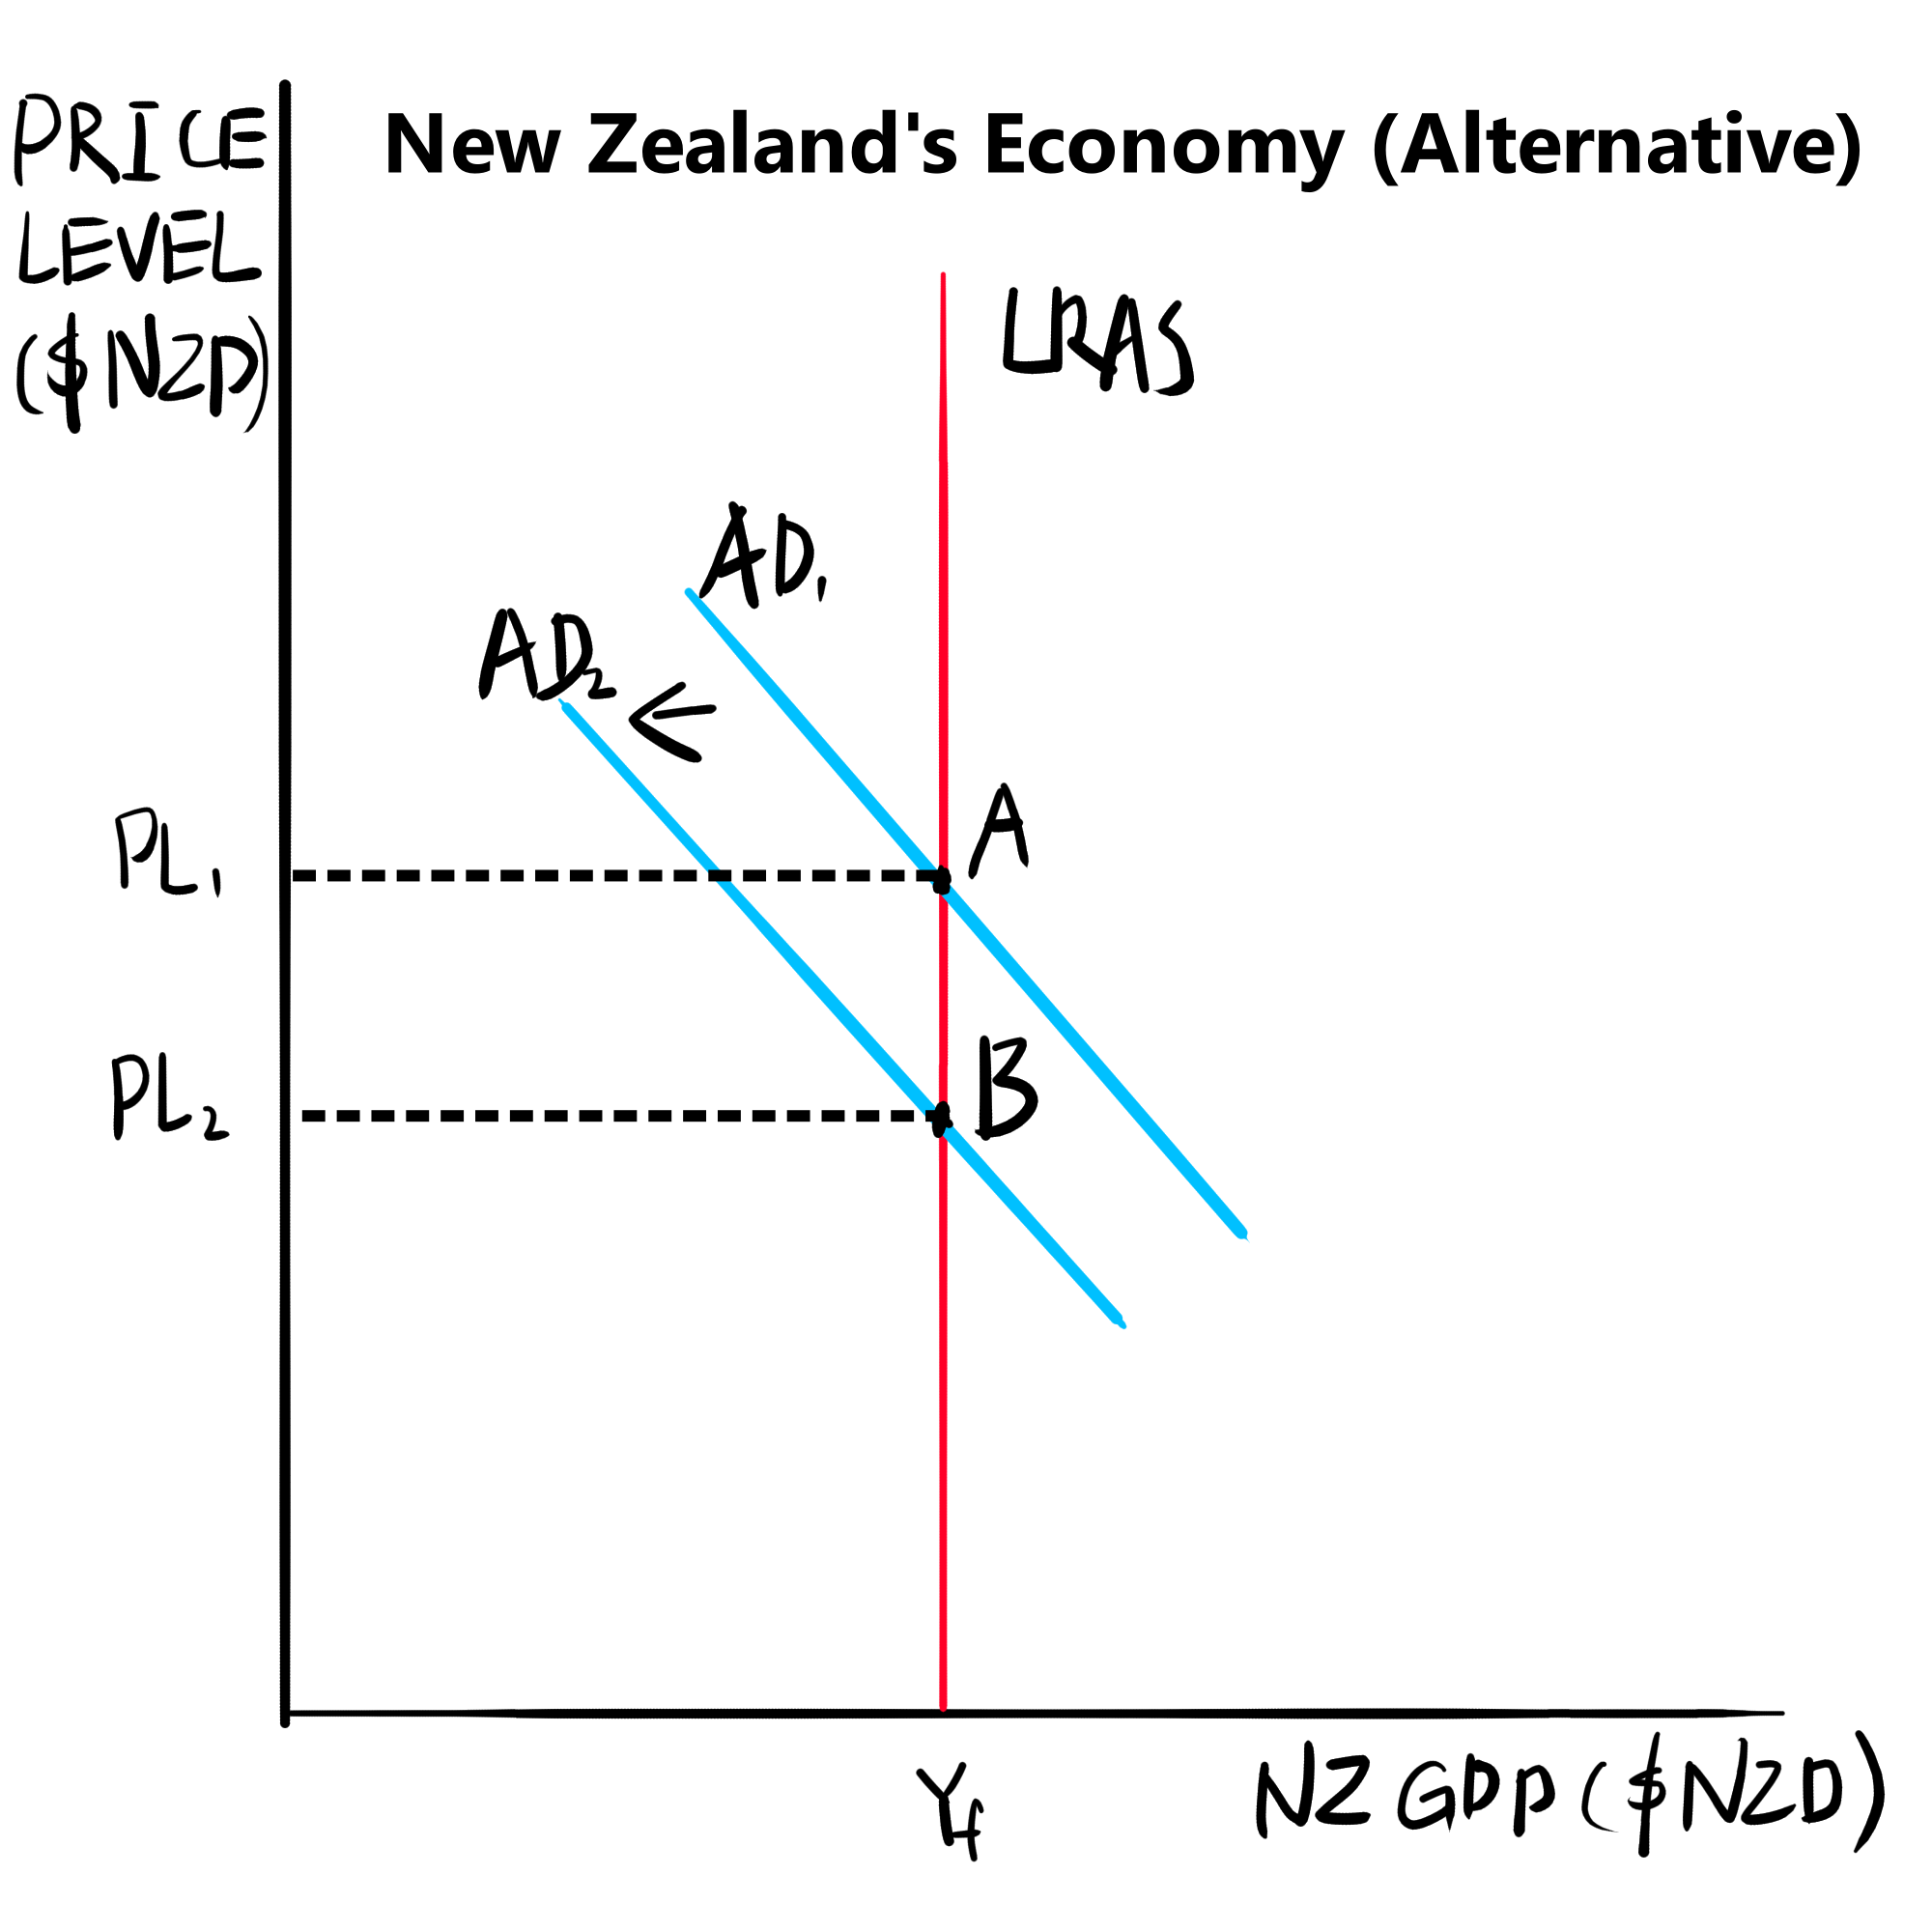 New Zealand's Economy (Alternative)
PRICE
LEVEL
($NZD)
LRAS
AD1
AD2
A
PL1
B
PL2
Yf
NZ GDP ($NZD)